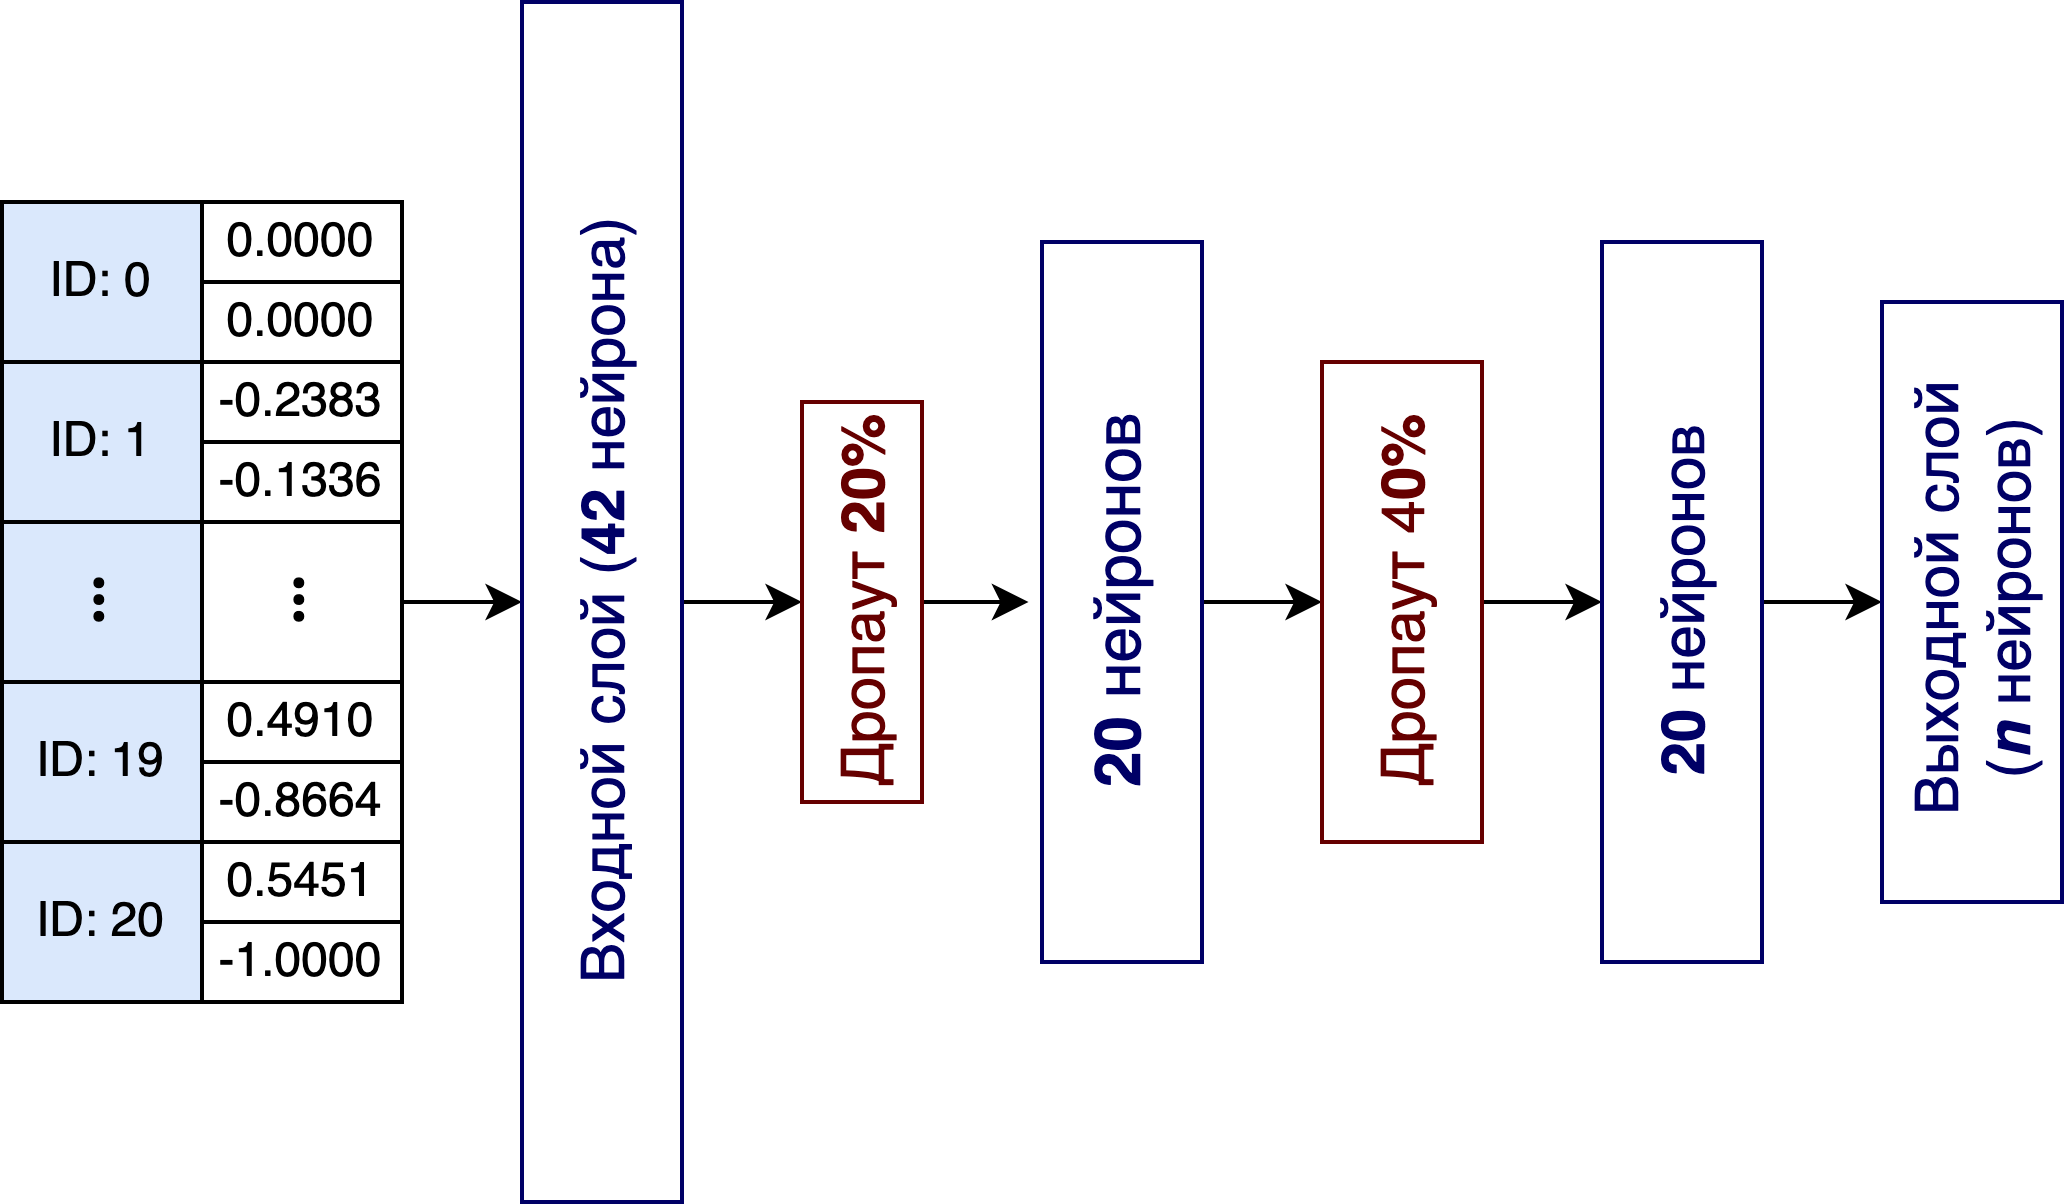 ID: 0
0.0000
0.0000
ID: 1
-0.2383
-0.1336
ID: 19
0.4910
-0.8664
ID: 20
0.5451
-1.0000
Входной слой (42 нейрона)
Дропаут 20%
20 нейронов
Дропаут 40%
20 нейронов
Выходной слой
(n нейронов)